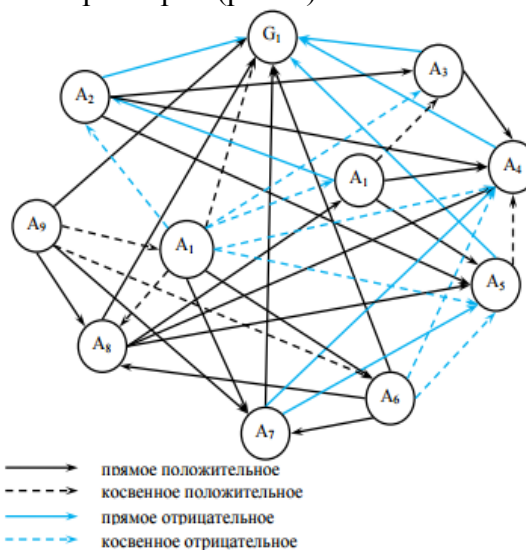 G₁
A₃
A₂
A₄
A₁
A₉
A₁
A₅
A₈
A₆
A₇
прямое положительное
косвенное положительное
прямое отрицательное
косвенное отрицательное